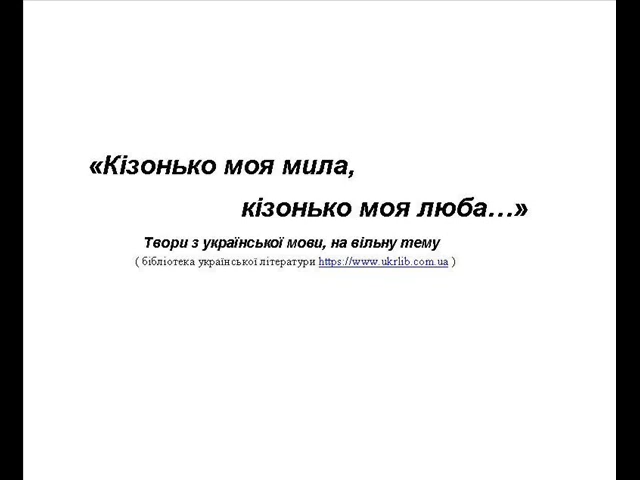 «Кізонько моя мила,
кізонько моя люба…»
Твори з української мови, на вільну тему
( бібліотека української літератури https://www.ukrlib.com.ua )